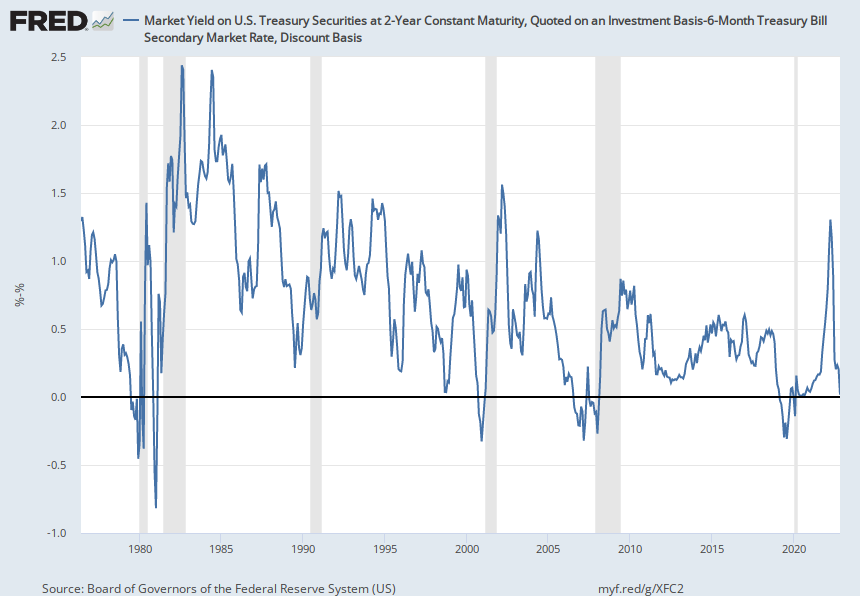 FRED
Market Yield on U.S. Treasury Securities at 2-Year Constant Maturity, Quoted on an Investment Basis-6-Month Treasury Bill
Secondary Market Rate, Discount Basis
2.5
2.0
1.5
1.0
%-%
0.5
0.0
-0.5
-1.0
1980 1985 1990 1995 2000 2005 2010 2015 2020
Source: Board of Governors of the Federal Reserve System (US) myf.red/g/XFC2